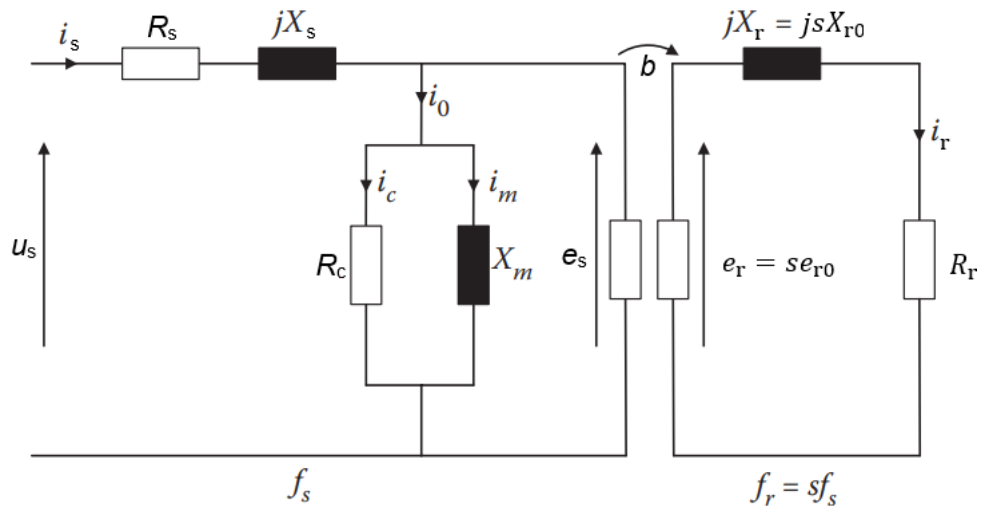 i_s
R_s
jX_s
b
jX_r = jsX_r0
i_0
i_r
i_c
i_m
u_s
R_c
X_m
e_s
e_r = se_r0
R_r
f_s
f_r = sf_s